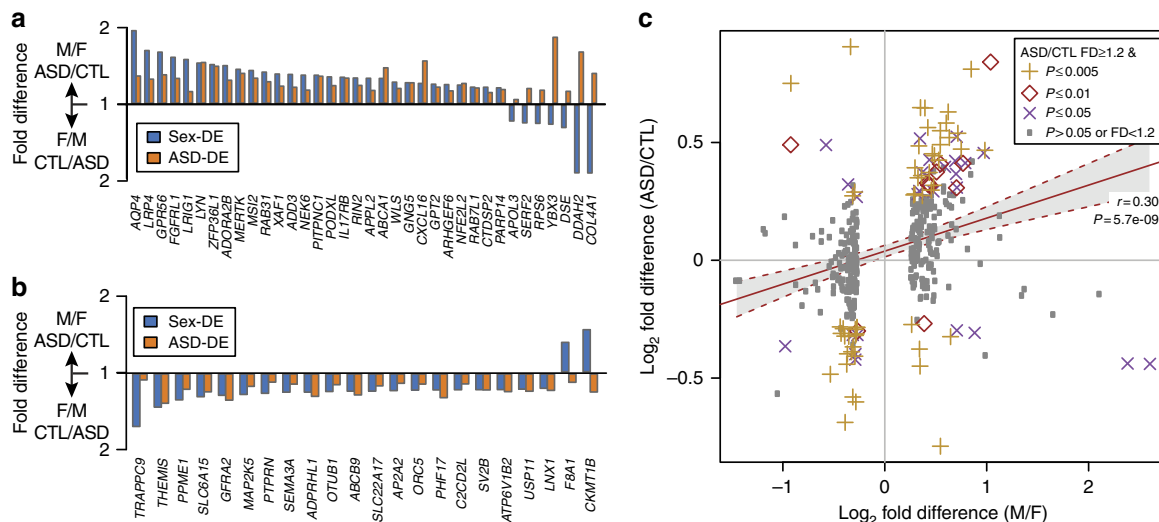 a
Fold difference
2
M/F
ASD/CTL
1
F/M
CTL/ASD
2
Sex-DE
ASD-DE
AQP4
LRP4
GPR56
FGFRL1
LRIG1
LYN
ZFP36L1
ADORA2B
MERTK
MSI2
RAB31
XAF1
ADD3
NEK6
PITPNC1
PODXL
IL17RB
RIN2
APPL2
ABCA1
WLS
GNG5
CXCL16
GPT2
ARHGEF6
NFE2L2
RAB7L1
CTDSP2
PARP14
APOL3
SERF2
RPS6
YBX3
DSE
DDAH2
COL4A1
b
Fold difference
2
M/F
ASD/CTL
1
F/M
CTL/ASD
2
Sex-DE
ASD-DE
TRAPPC9
THEMIS
PPME1
SLC6A15
GFRA2
MAP2K5
PTPRN
SEMA3A
ADPRHL1
OTUB1
ABCB9
SLC22A17
AP2A2
ORC5
PHF17
C2CD2L
SV2B
ATP6V1B2
USP11
LNX1
F8A1
CKMT1B
c
Log2 fold difference (ASD/CTL)
0.5
0
−0.5
ASD/CTL FD≥1.2 &
P≤0.005
P≤0.01
P≤0.05
P>0.05 or FD<1.2
r=0.30
P=5.7e-09
−1
0
1
2
Log2 fold difference (M/F)